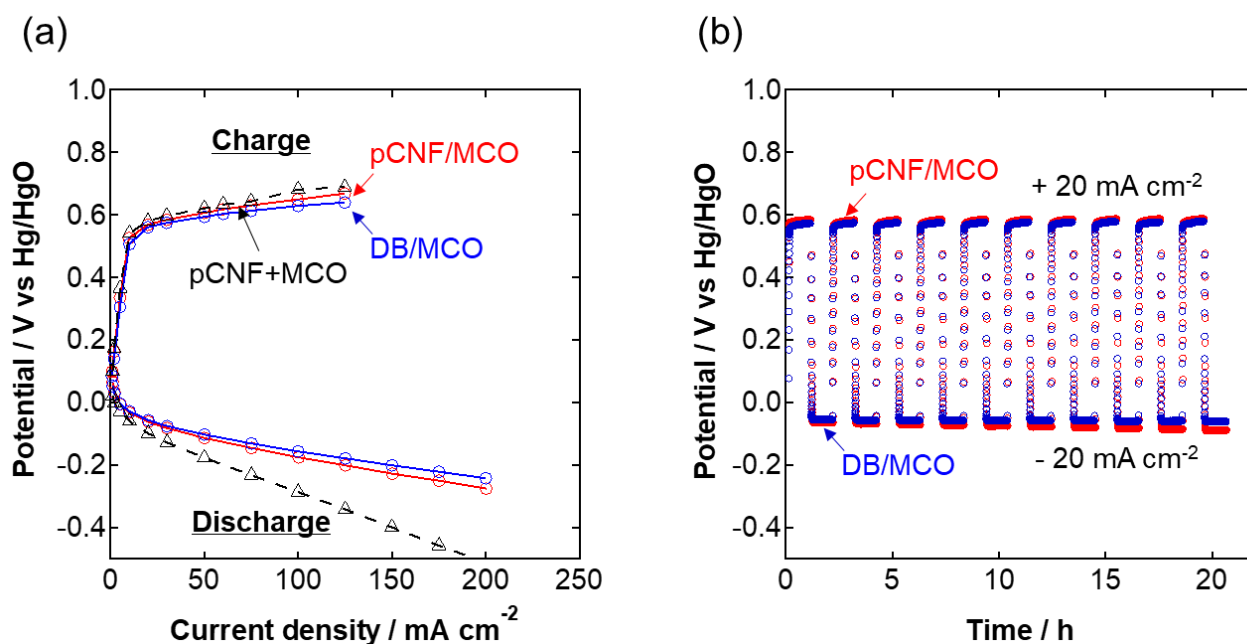 (a)
Potential / V vs Hg/HgO
1.0
0.8
0.6
0.4
0.2
0.0
-0.2
-0.4
Charge
pCNF/MCO
DB/MCO
pCNF+MCO
Discharge
0 50 100 150 200 250
Current density / mA cm-2
(b)
Potential / V vs Hg/HgO
1.0
0.8
0.6
0.4
0.2
0.0
-0.2
-0.4
pCNF/MCO
+ 20 mA cm-2
DB/MCO
- 20 mA cm-2
0 5 10 15 20
Time / h